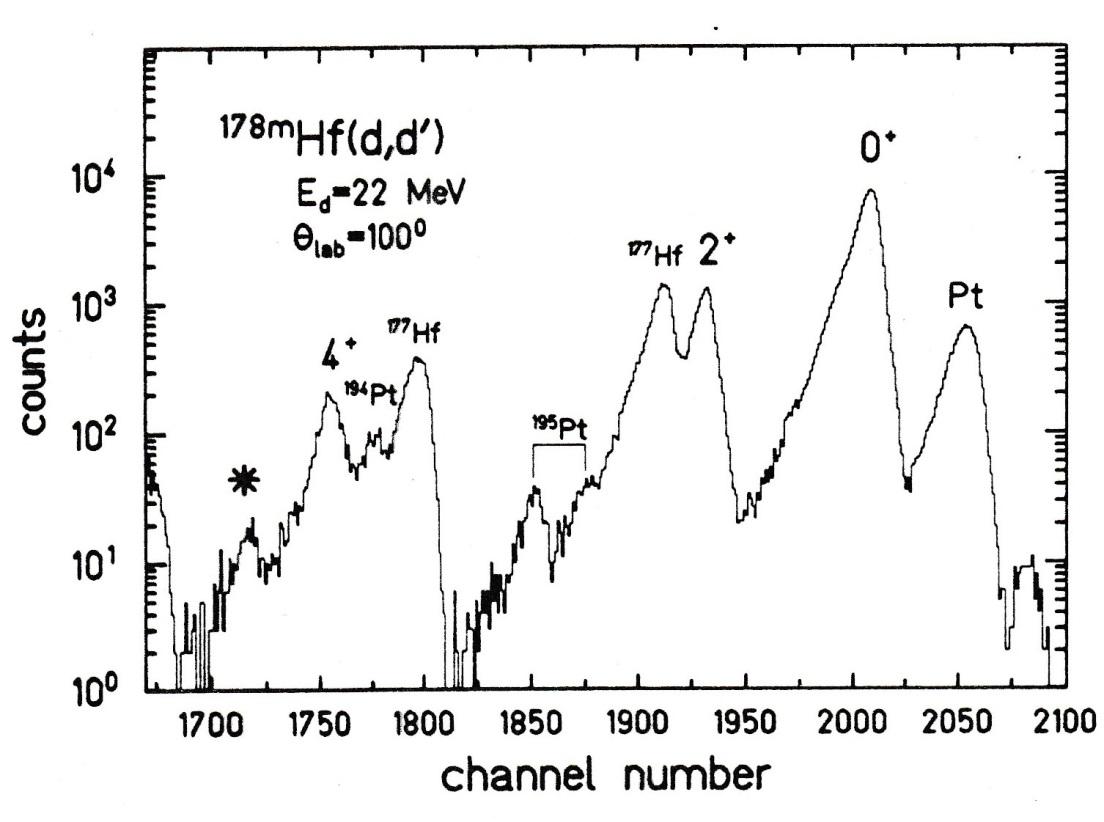 ¹⁷⁸ᵐHf(d,d′)
E_d=22 MeV
Θ_lab=100⁰
0⁺
¹⁷⁷Hf 2⁺
Pt
¹⁷⁷Hf
4⁺
¹⁹⁴Pt
¹⁹⁵Pt
*
10⁴
10³
10²
10¹
10⁰
counts
1700 1750 1800 1850 1900 1950 2000 2050 2100
channel number